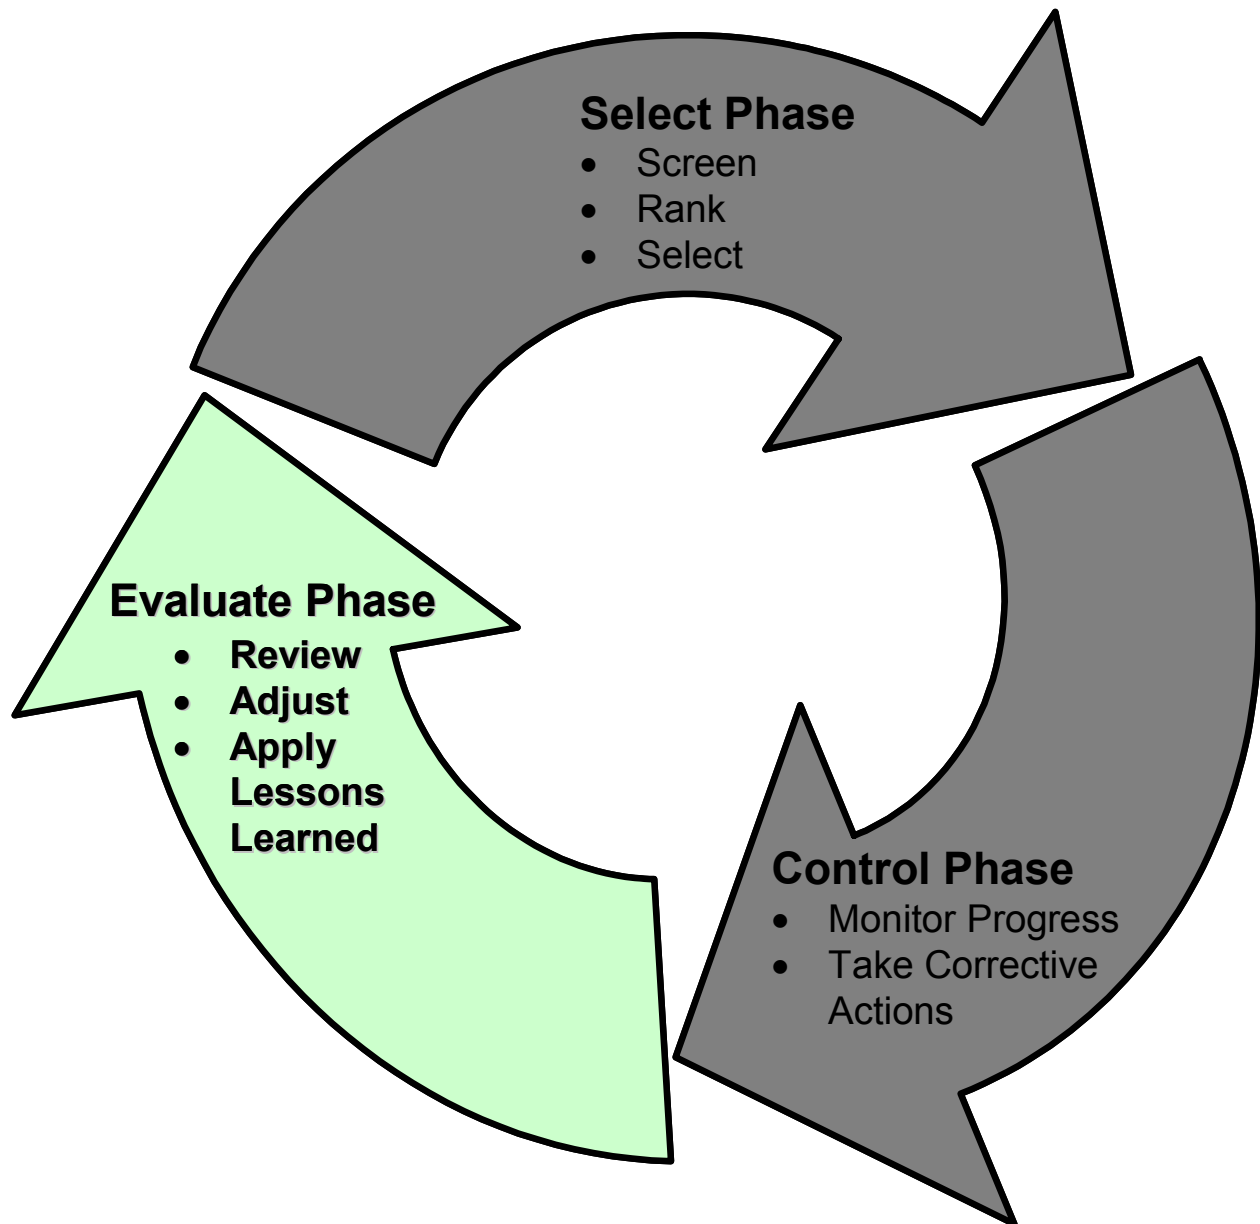 Select Phase
• Screen
• Rank
• Select
Evaluate Phase
• Review
• Adjust
• Apply
Lessons
Learned
Control Phase
• Monitor Progress
• Take Corrective
Actions